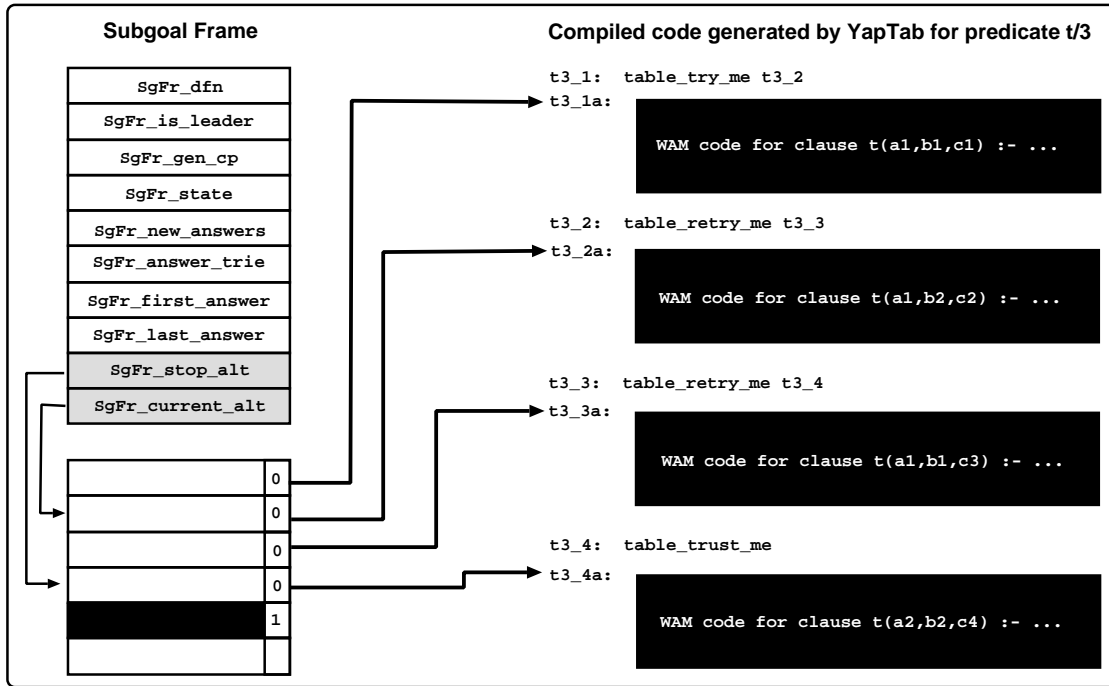 Subgoal Frame
SgFr_dfn
SgFr_is_leader
SgFr_gen_cp
SgFr_state
SgFr_new_answers
SgFr_answer_trie
SgFr_first_answer
SgFr_last_answer
SgFr_stop_alt
SgFr_current_alt
0
0
0
0
1
Compiled code generated by YapTab for predicate t/3
t3_1: table_try_me t3_2
t3_1a:
WAM code for clause t(a1,b1,c1) :- ...
t3_2: table_retry_me t3_3
t3_2a:
WAM code for clause t(a1,b2,c2) :- ...
t3_3: table_retry_me t3_4
t3_3a:
WAM code for clause t(a1,b1,c3) :- ...
t3_4: table_trust_me
t3_4a:
WAM code for clause t(a2,b2,c4) :- ...